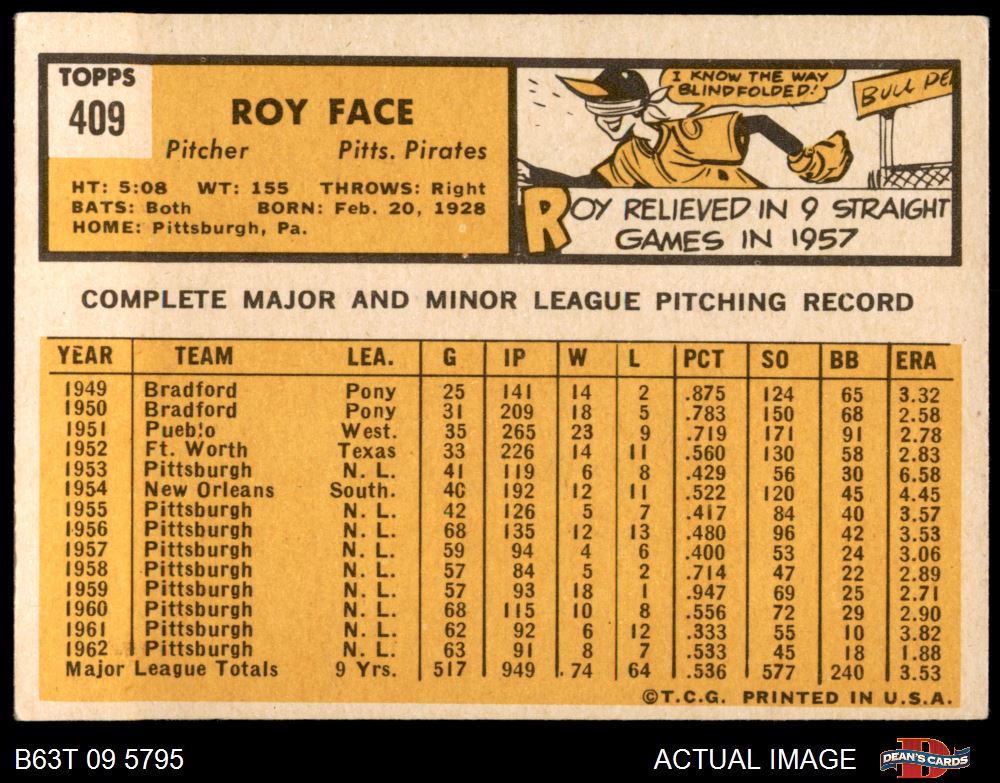 TOPPS
409
ROY FACE
Pitcher Pitts. Pirates
HT: 5:08 WT: 155 THROWS: Right
BATS: Both BORN: Feb. 20, 1928
HOME: Pittsburgh, Pa.
I KNOW THE WAY
BLINDFOLDED!
BULL PE
ROY RELIEVED IN 9 STRAIGHT
GAMES IN 1957
COMPLETE MAJOR AND MINOR LEAGUE PITCHING RECORD
YEAR TEAM LEA. G IP W L PCT SO BB ERA
1949 Bradford Pony 25 141 14 2 .875 124 65 3.32
1950 Bradford Pony 31 209 18 5 .783 150 68 2.58
1951 Pueblo West. 35 265 23 9 .719 171 91 2.78
1952 Ft. Worth Texas 33 226 14 11 .560 130 58 2.83
1953 Pittsburgh N. L. 41 119 6 8 .429 56 30 6.58
1954 New Orleans South. 40 192 12 11 .522 120 45 4.45
1955 Pittsburgh N. L. 42 126 5 7 .417 84 40 3.57
1956 Pittsburgh N. L. 68 135 12 13 .480 96 42 3.53
1957 Pittsburgh N. L. 59 94 4 6 .400 53 24 3.06
1958 Pittsburgh N. L. 57 84 5 2 .714 47 22 2.89
1959 Pittsburgh N. L. 57 93 18 1 .947 69 25 2.71
1960 Pittsburgh N. L. 68 115 10 8 .556 72 29 2.90
1961 Pittsburgh N. L. 62 92 6 12 .333 55 10 3.82
1962 Pittsburgh N. L. 63 91 8 7 .533 45 18 1.88
Major League Totals 9 Yrs. 517 949 74 64 .536 577 240 3.53
©T.C.G. PRINTED IN U.S.A.
B63T 09 5795
ACTUAL IMAGE
D
DEAN'S CARDS